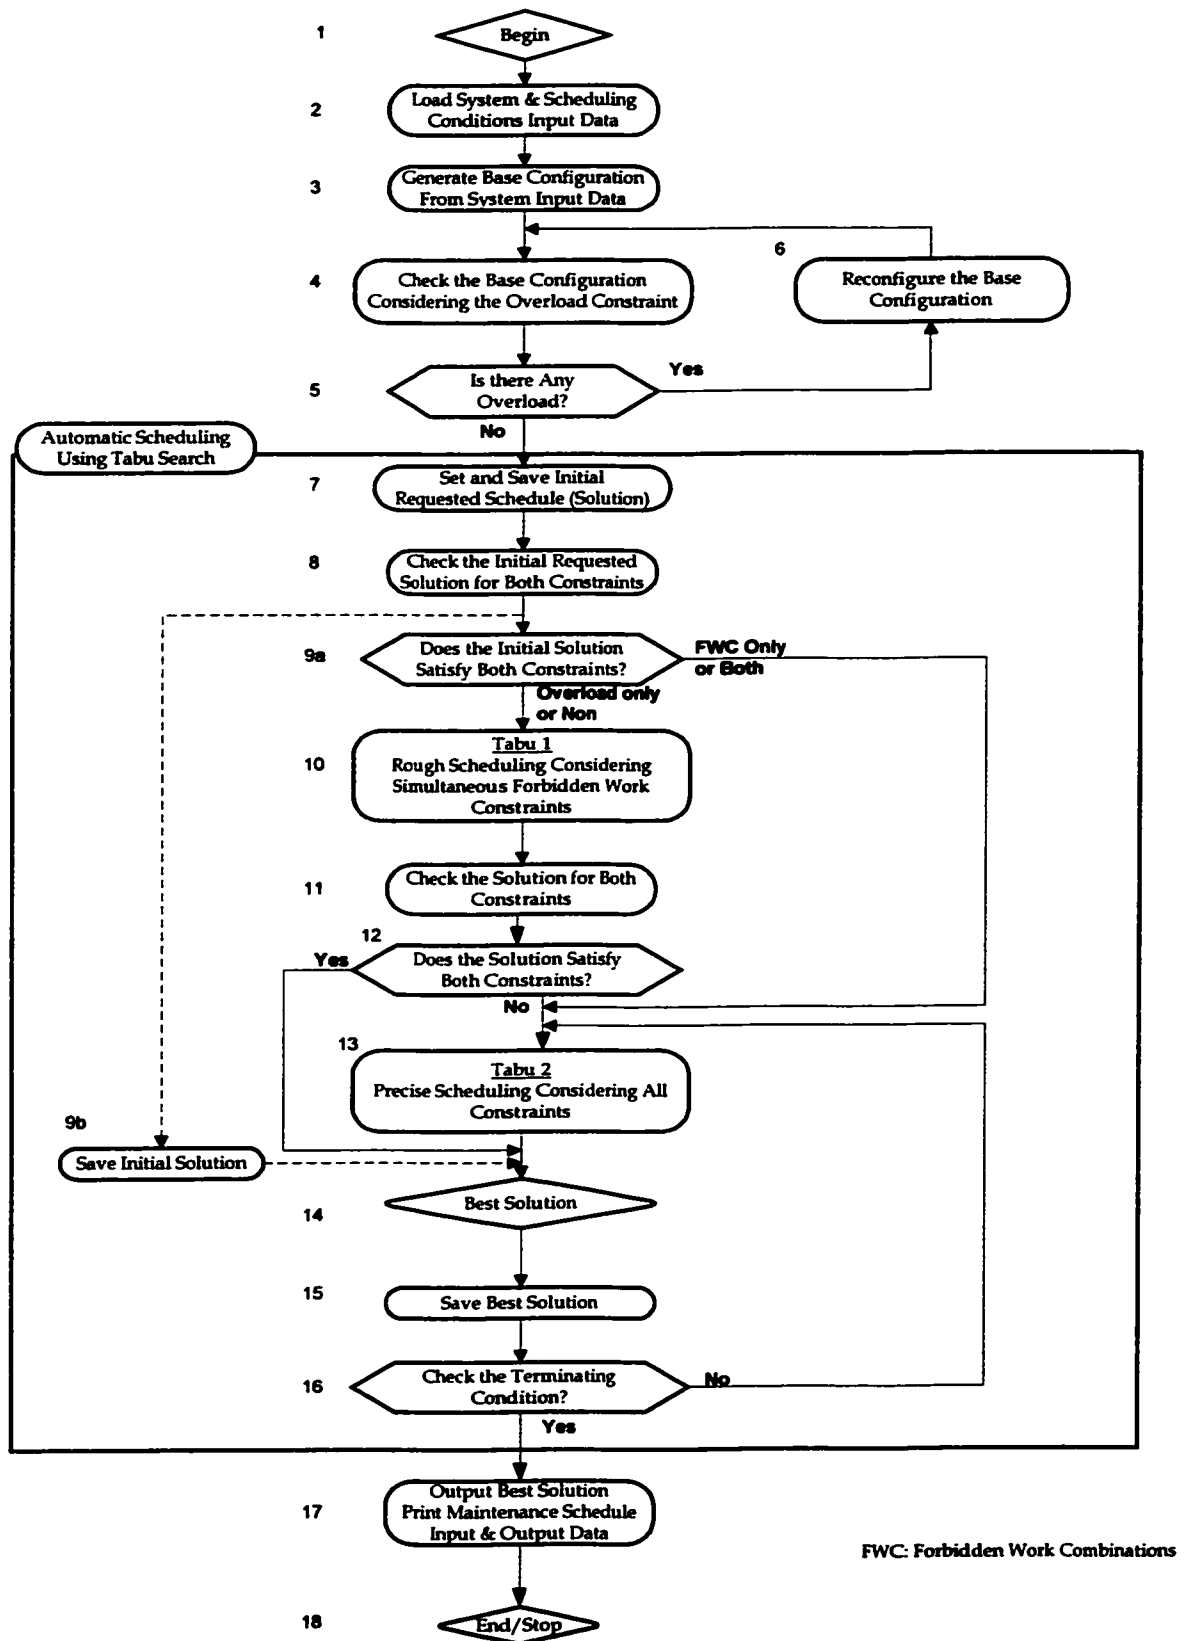 1
Begin
2
Load System & Scheduling
Conditions Input Data
3
Generate Base Configuration
From System Input Data
6
4
Check the Base Configuration
Considering the Overload Constraint
Reconfigure the Base
Configuration
5
Is there Any
Overload?
Yes
No
Automatic Scheduling
Using Tabu Search
7
Set and Save Initial
Requested Schedule (Solution)
8
Check the Initial Requested
Solution for Both Constraints
9a
Does the Initial Solution
Satisfy Both Constraints?
FWC Only
or Both
Overload only
or Non
10
Tabu 1
Rough Scheduling Considering
Simultaneous Forbidden Work
Constraints
11
Check the Solution for Both
Constraints
12
Yes
Does the Solution Satisfy
Both Constraints?
No
13
Tabu 2
Precise Scheduling Considering All
Constraints
9b
Save Initial Solution
14
Best Solution
15
Save Best Solution
16
Check the Terminating
Condition?
No
Yes
17
Output Best Solution
Print Maintenance Schedule
Input & Output Data
FWC: Forbidden Work Combinations
18
End/Stop